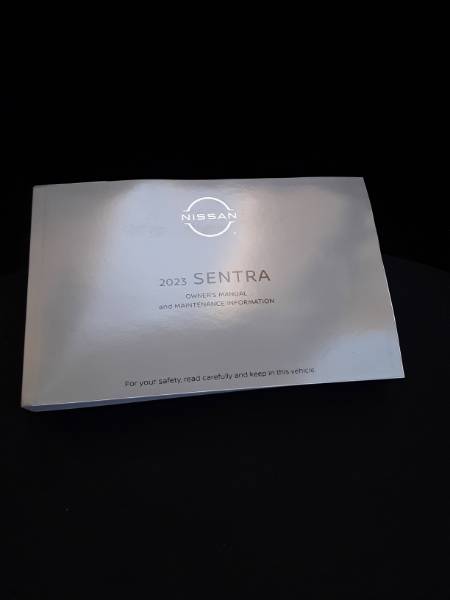 NISSAN
2023 SENTRA
OWNER'S MANUAL
and MAINTENANCE INFORMATION
For your safety, read carefully and keep in this vehicle.